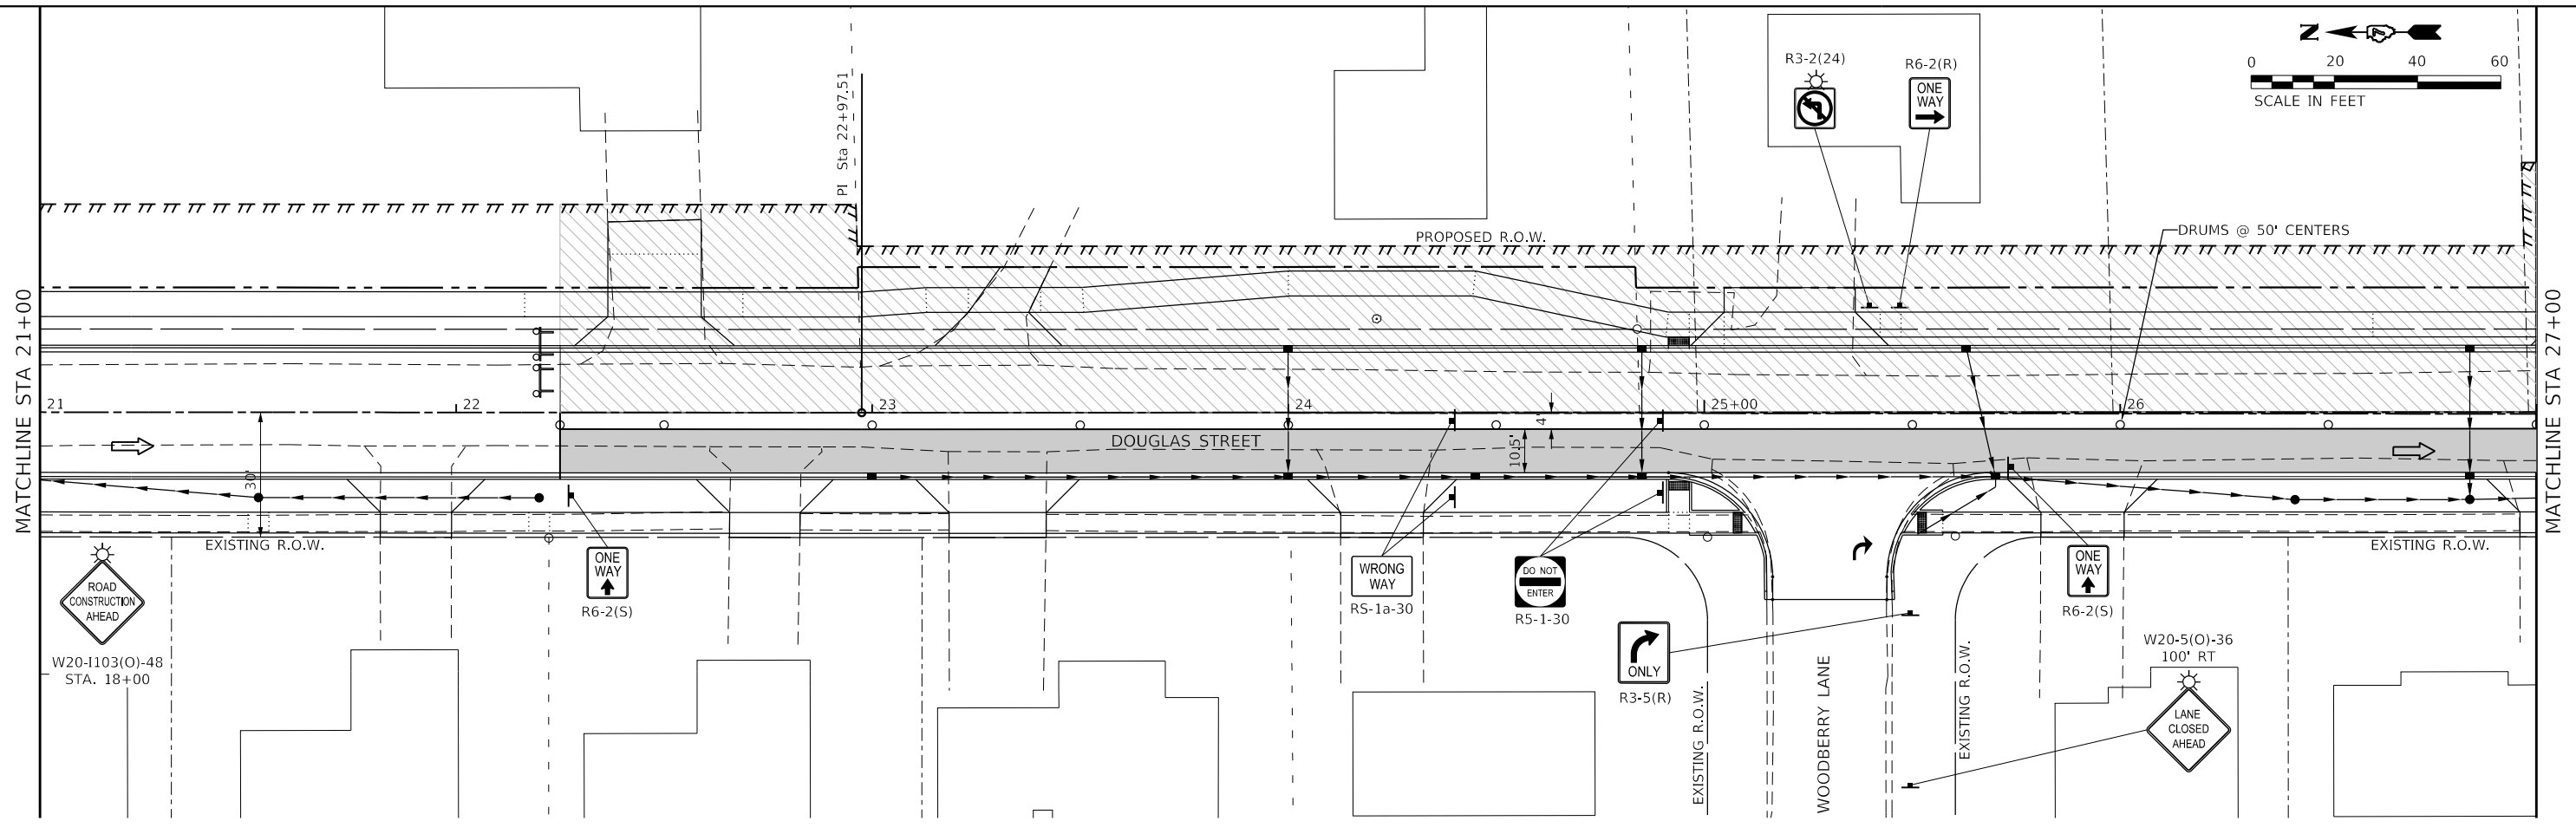 N
0 20 40 60
SCALE IN FEET
R3-2(24)
R6-2(R)
ONE
WAY
PI Sta 22+97.51
PROPOSED R.O.W.
DRUMS @ 50' CENTERS
MATCHLINE STA 21+00
MATCHLINE STA 27+00
21
22
23
24
25+00
26
4'
10.5'
30'
DOUGLAS STREET
EXISTING R.O.W.
EXISTING R.O.W.
ROAD
CONSTRUCTION
AHEAD
W20-I103(O)-48
STA. 18+00
ONE
WAY
R6-2(S)
WRONG
WAY
RS-1a-30
DO NOT
ENTER
R5-1-30
ONLY
R3-5(R)
EXISTING R.O.W.
WOODBERRY LANE
EXISTING R.O.W.
ONE
WAY
R6-2(S)
W20-5(O)-36
100' RT
LANE
CLOSED
AHEAD